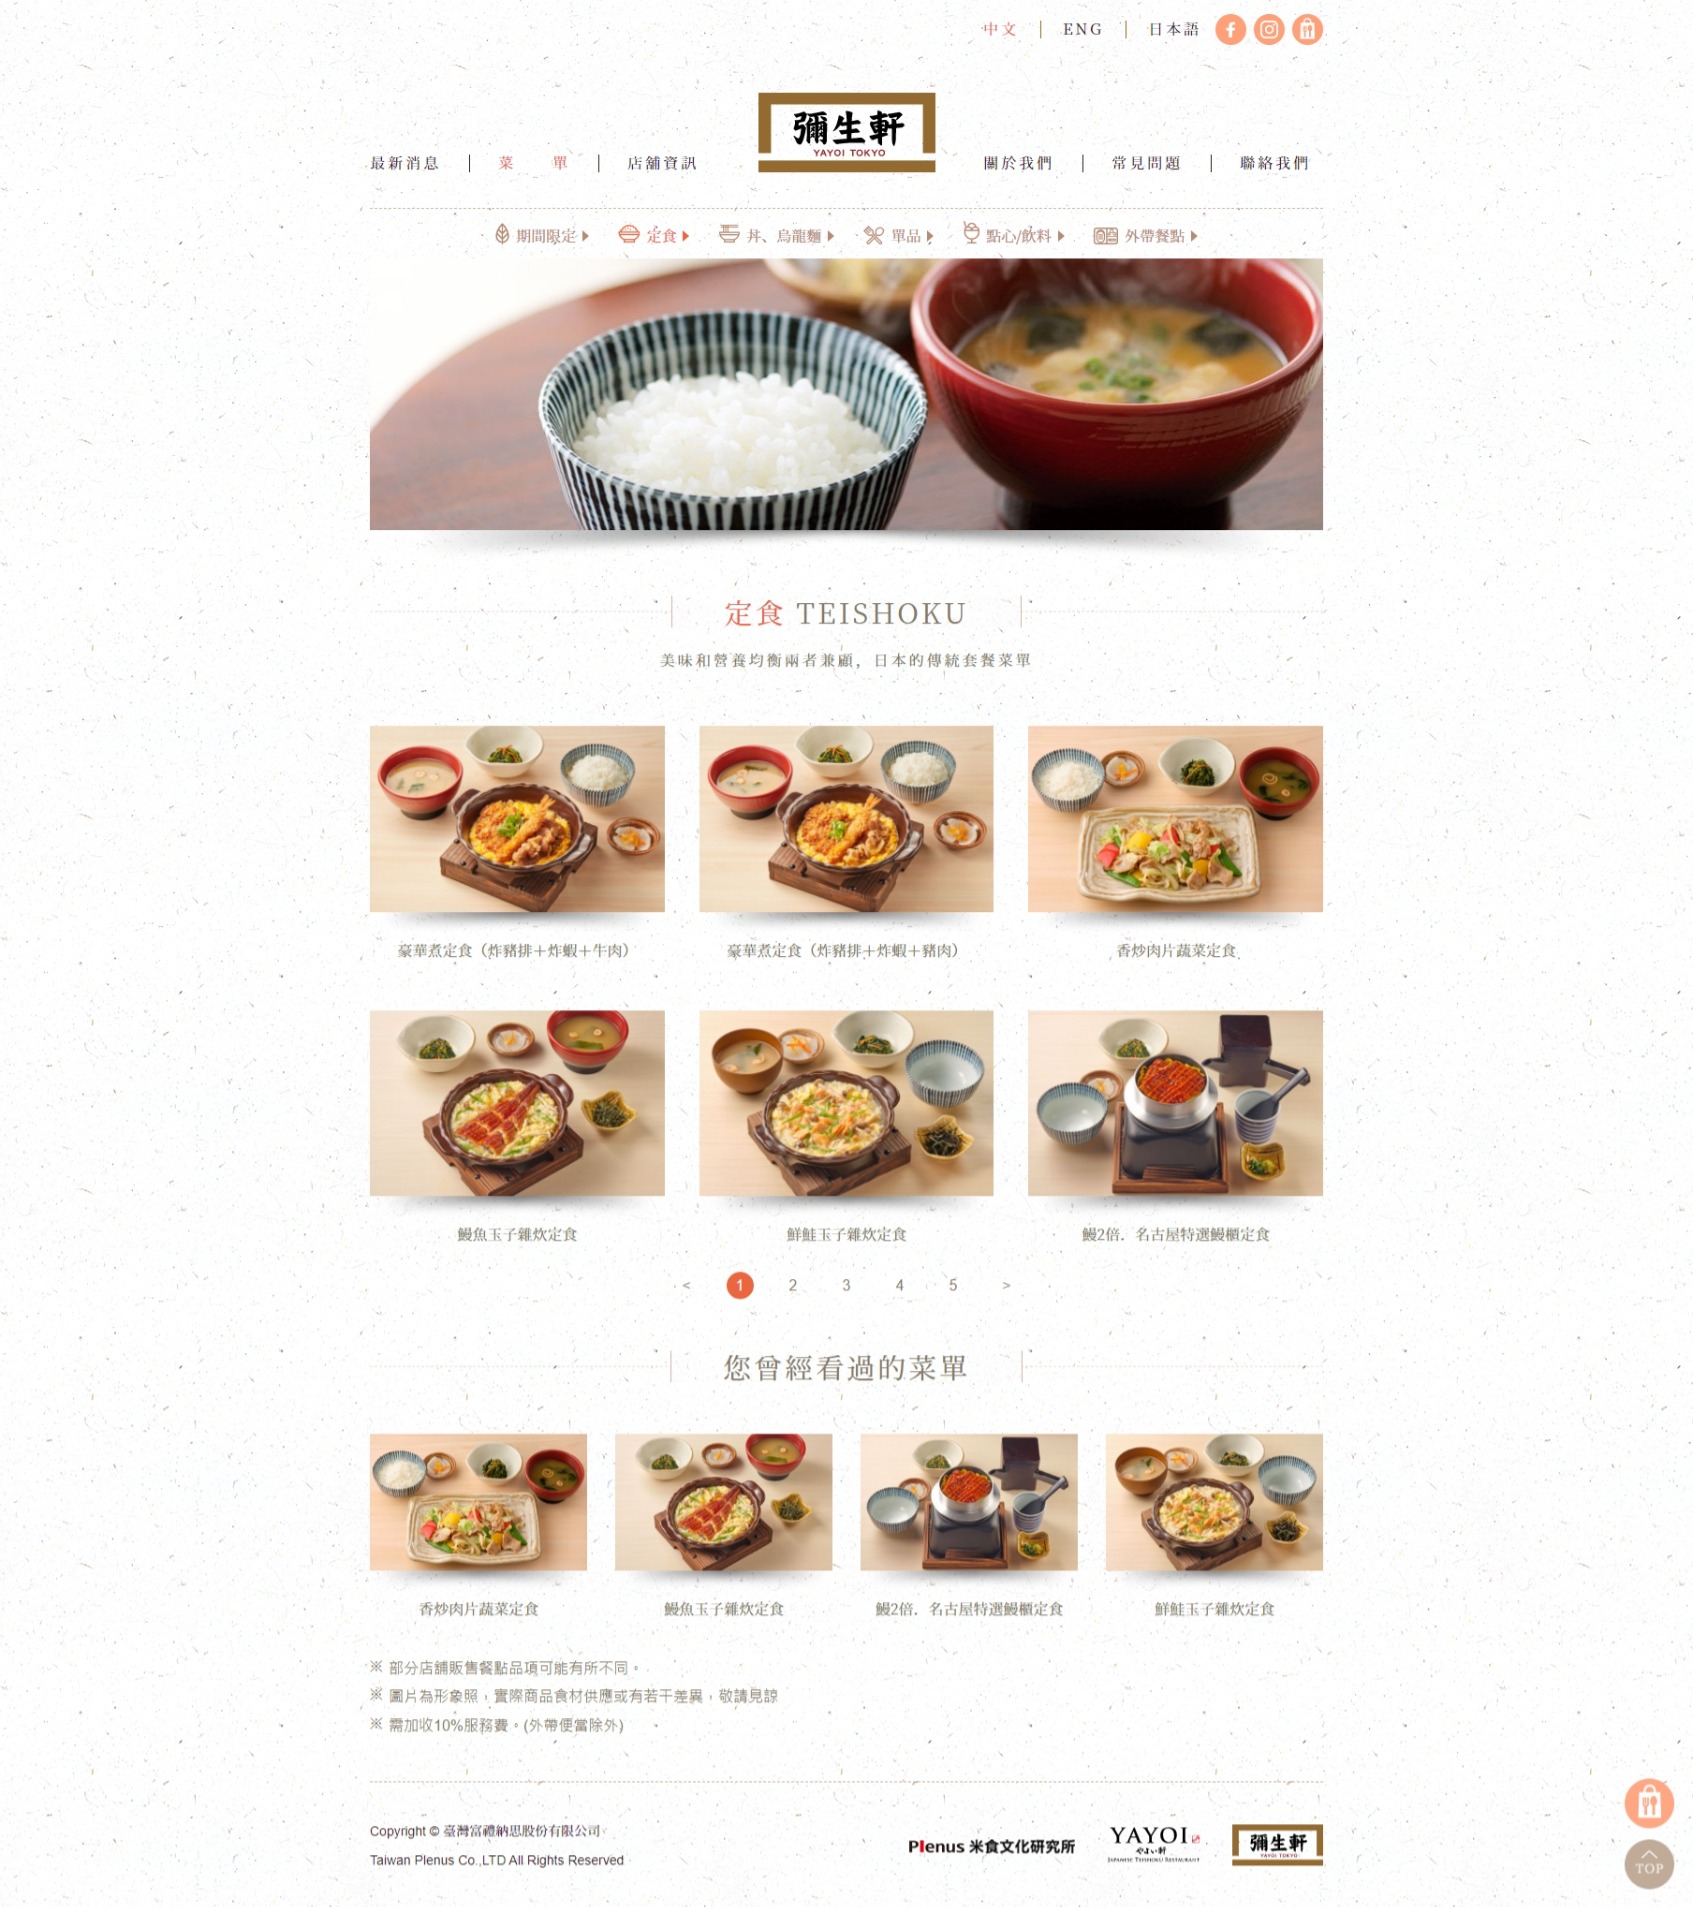 中文 ENG 日本語
彌生軒
YAYOI TOKYO
最新消息 菜 單 店舖資訊 關於我們 常見問題 聯絡我們
期間限定 定食 丼、烏龍麵 單品 點心/飲料 外帶餐點
定食 TEISHOKU
美味和營養均衡兩者兼顧，日本的傳統套餐菜單
豪華煮定食（炸豬排＋炸蝦＋牛肉） 豪華煮定食（炸豬排＋炸蝦＋豬肉） 香炒肉片蔬菜定食
鰻魚玉子雜炊定食 鮮鮭玉子雜炊定食 鰻2倍．名古屋特選鰻櫃定食
< 1 2 3 4 5 >
您曾經看過的菜單
香炒肉片蔬菜定食 鰻魚玉子雜炊定食 鰻2倍．名古屋特選鰻櫃定食 鮮鮭玉子雜炊定食
※ 部分店舖販售餐點品項可能有所不同。
※ 圖片為形象照，實際商品食材供應或有若干差異，敬請見諒
※ 需加收10%服務費。(外帶便當除外)
Copyright © 臺灣富禮納思股份有限公司
Taiwan Plenus Co.,LTD All Rights Reserved
Plenus 米食文化研究所
YAYOI
やよい軒
JAPANESE TEISHOKU RESTAURANT
彌生軒
YAYOI TOKYO
TOP